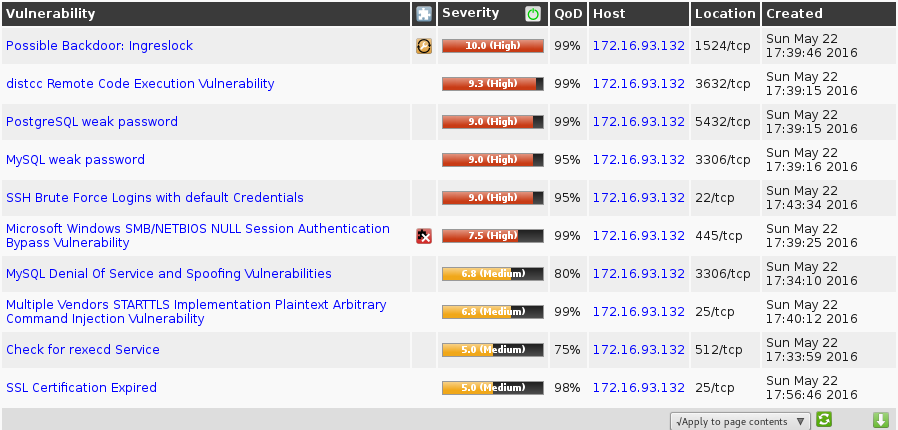 Vulnerability Severity QoD Host Location Created
Possible Backdoor: Ingreslock 10.0 (High) 99% 172.16.93.132 1524/tcp Sun May 22
17:39:46 2016
distcc Remote Code Execution Vulnerability 9.3 (High) 99% 172.16.93.132 3632/tcp Sun May 22
17:39:15 2016
PostgreSQL weak password 9.0 (High) 99% 172.16.93.132 5432/tcp Sun May 22
17:39:15 2016
MySQL weak password 9.0 (High) 95% 172.16.93.132 3306/tcp Sun May 22
17:39:16 2016
SSH Brute Force Logins with default Credentials 9.0 (High) 95% 172.16.93.132 22/tcp Sun May 22
17:43:34 2016
Microsoft Windows SMB/NETBIOS NULL Session Authentication
Bypass Vulnerability 7.5 (High) 99% 172.16.93.132 445/tcp Sun May 22
17:39:25 2016
MySQL Denial Of Service and Spoofing Vulnerabilities 6.8 (Medium) 80% 172.16.93.132 3306/tcp Sun May 22
17:34:10 2016
Multiple Vendors STARTTLS Implementation Plaintext Arbitrary
Command Injection Vulnerability 6.8 (Medium) 99% 172.16.93.132 25/tcp Sun May 22
17:40:12 2016
Check for rexecd Service 5.0 (Medium) 75% 172.16.93.132 512/tcp Sun May 22
17:33:59 2016
SSL Certification Expired 5.0 (Medium) 98% 172.16.93.132 25/tcp Sun May 22
17:56:46 2016
√Apply to page contents